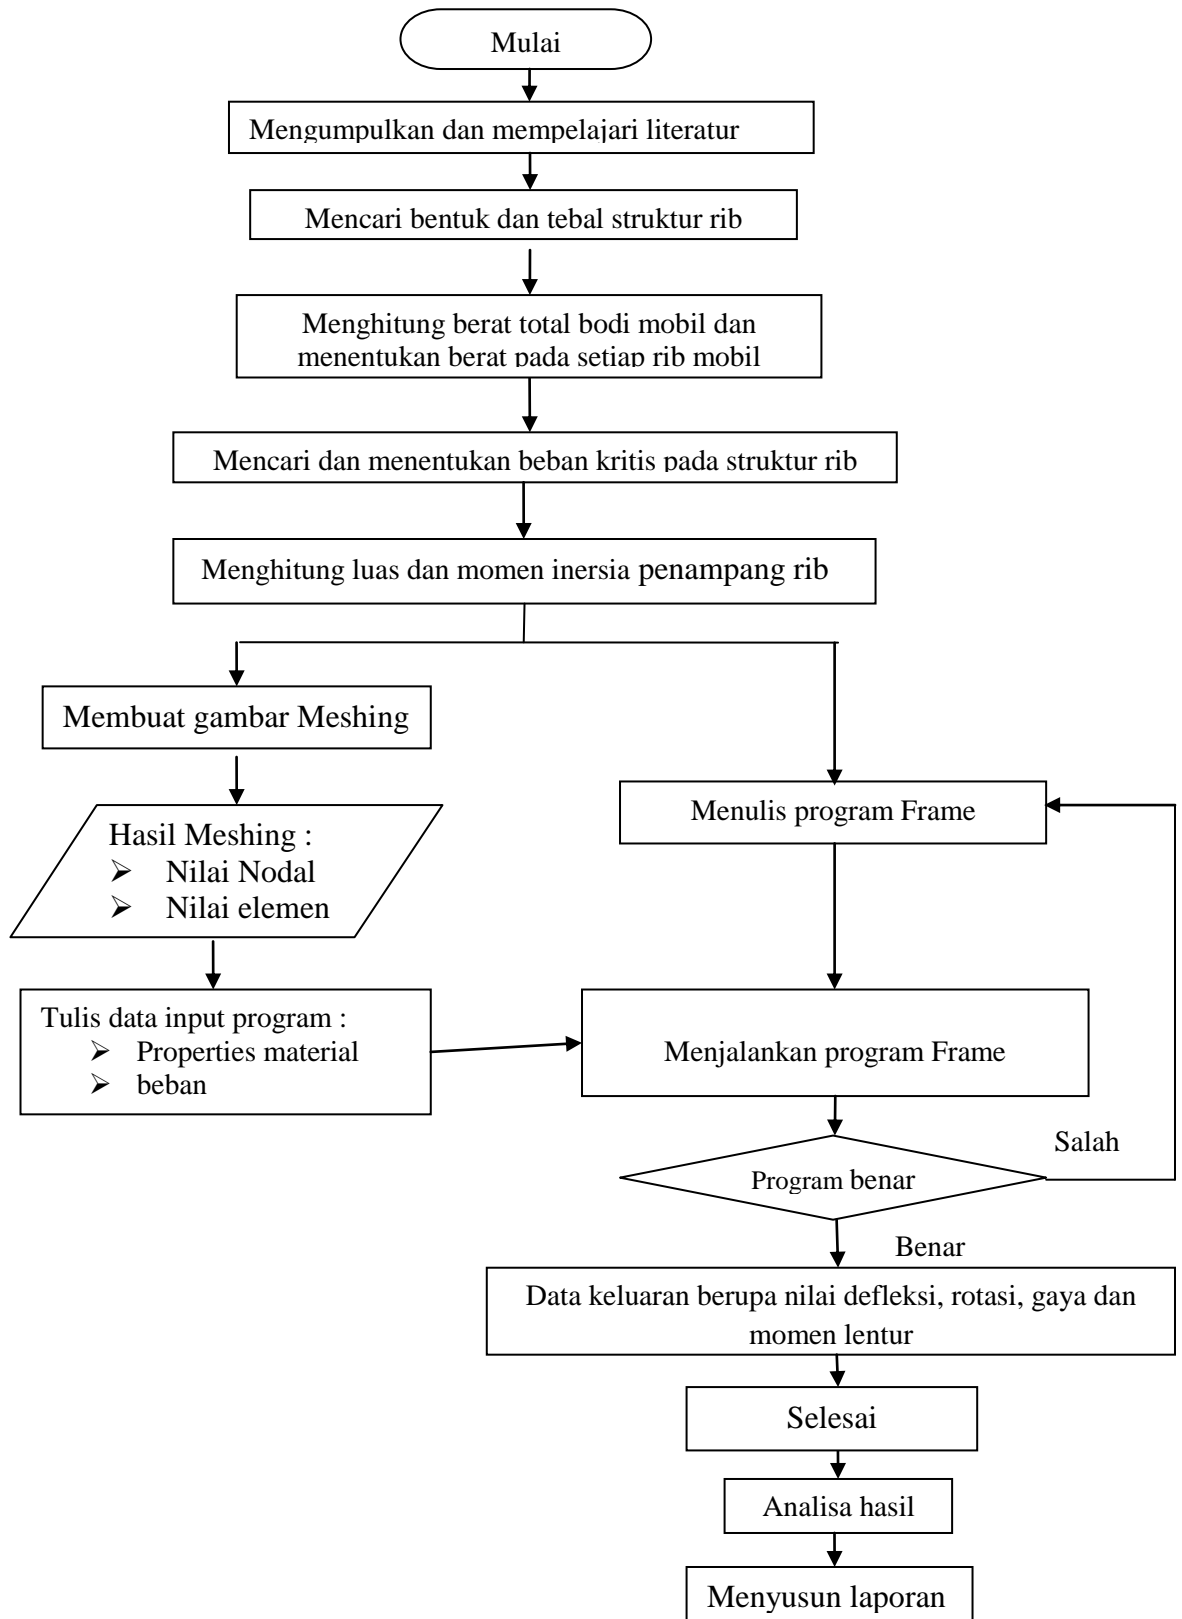 Mulai
Mengumpulkan dan mempelajari literatur
Mencari bentuk dan tebal struktur rib
Menghitung berat total bodi mobil dan
menentukan berat pada setiap rib mobil
Mencari dan menentukan beban kritis pada struktur rib
Menghitung luas dan momen inersia penampang rib
Membuat gambar Meshing
Hasil Meshing :
➢ Nilai Nodal
➢ Nilai elemen
Tulis data input program :
➢ Properties material
➢ beban
Menulis program Frame
Menjalankan program Frame
Salah
Program benar
Benar
Data keluaran berupa nilai defleksi, rotasi, gaya dan
momen lentur
Selesai
Analisa hasil
Menyusun laporan